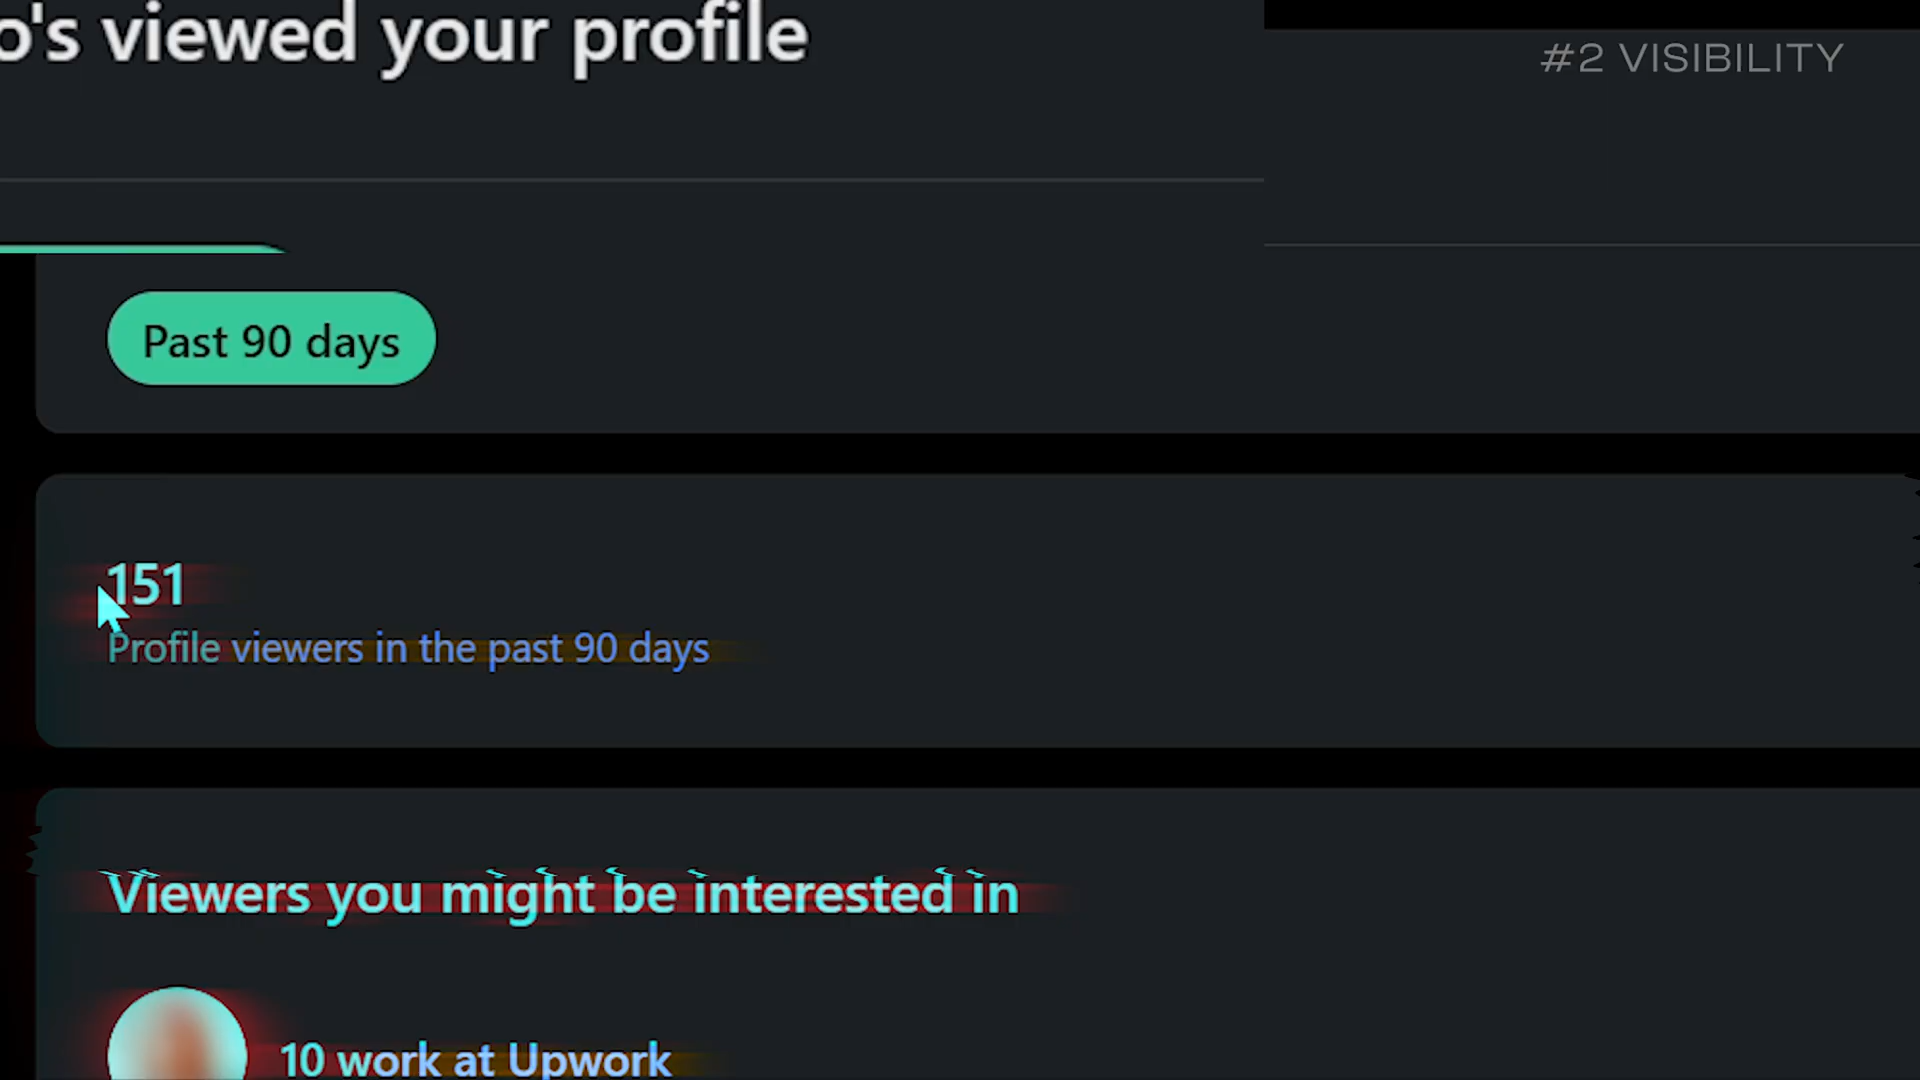 o's viewed your profile
#2 VISIBILITY
Past 90 days
151
Profile viewers in the past 90 days
Viewers you might be interested in
10 work at Upwork